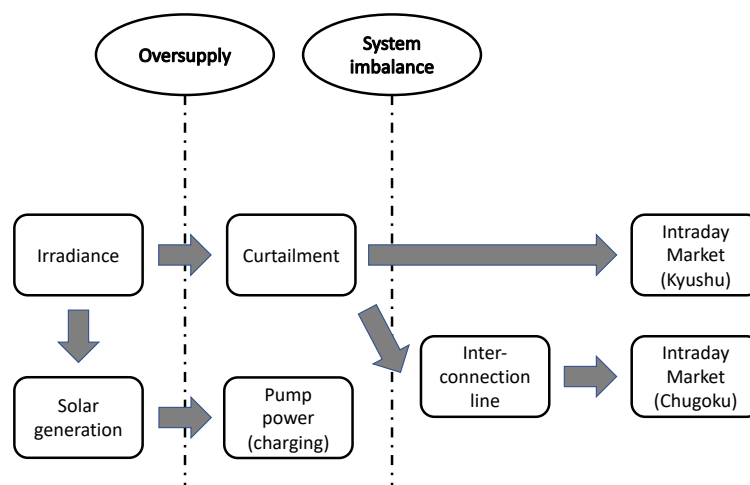 Oversupply
System
imbalance
Irradiance
Curtailment
Intraday
Market
(Kyushu)
Solar
generation
Pump
power
(charging)
Inter-
connection
line
Intraday
Market
(Chugoku)